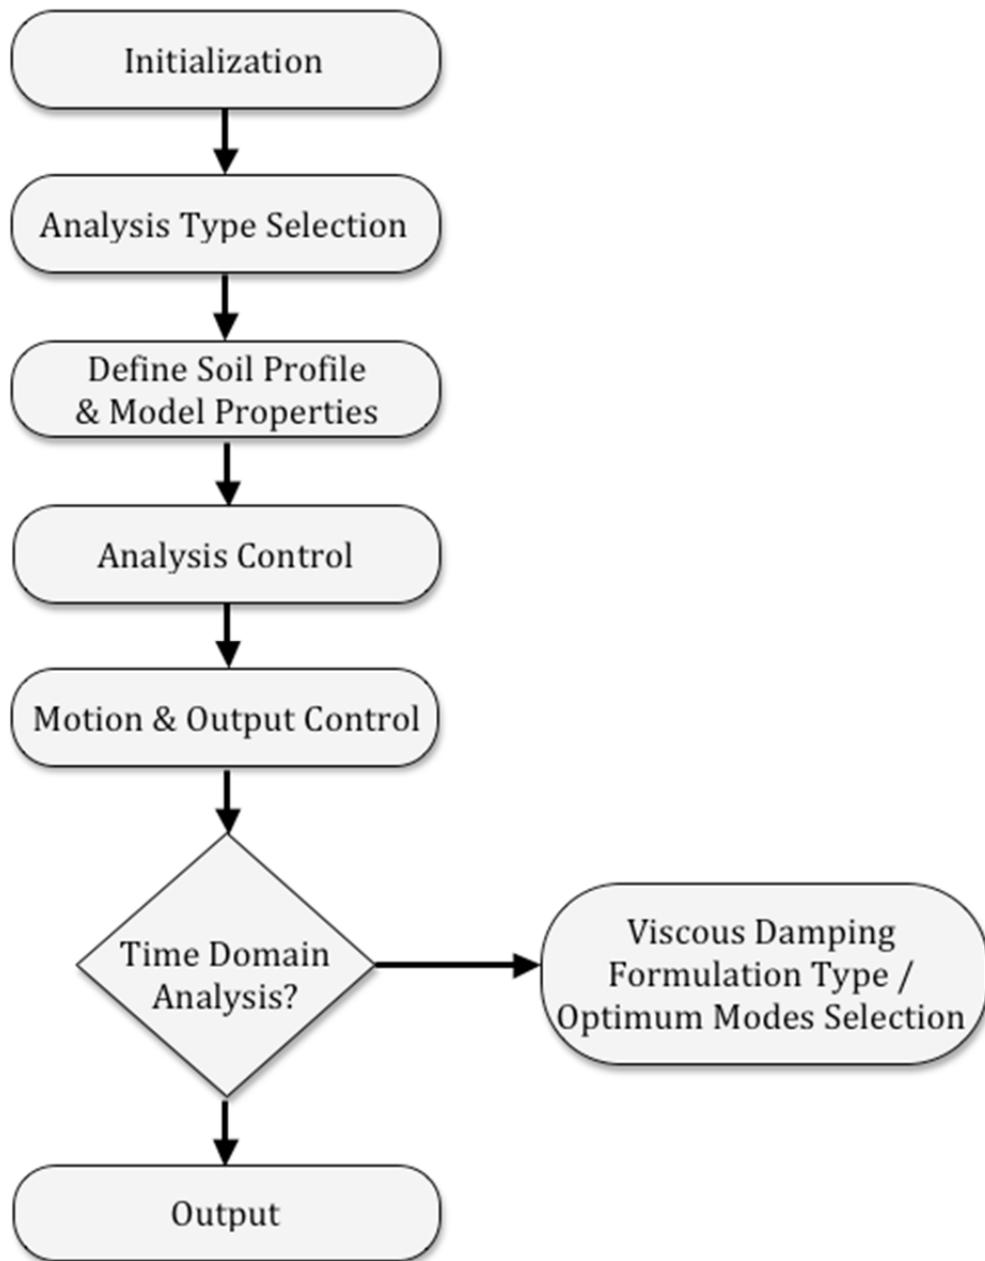 Initialization
Analysis Type Selection
Define Soil Profile
& Model Properties
Analysis Control
Motion & Output Control
Time Domain
Analysis?
Viscous Damping
Formulation Type /
Optimum Modes Selection
Output